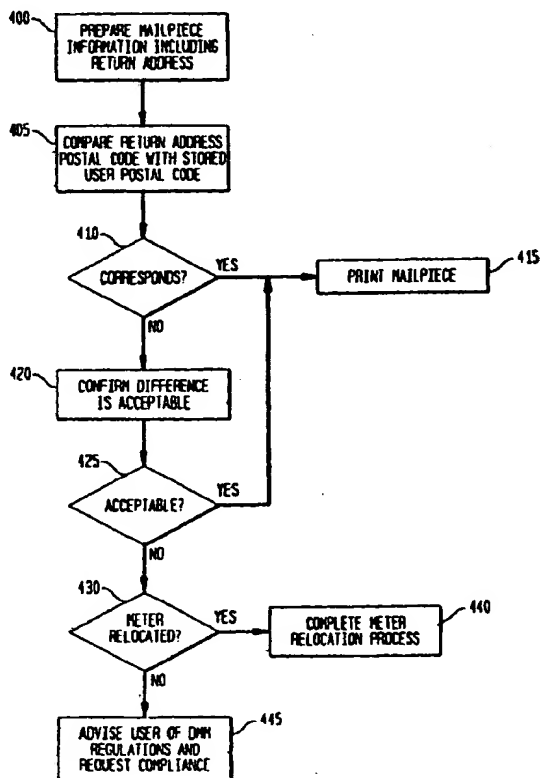 400
PREPARE MAILPIECE
INFORMATION INCLUDING
RETURN ADDRESS
405
COMPARE RETURN ADDRESS
POSTAL CODE WITH STORED
USER POSTAL CODE
410
CORRESPONDS?
YES
PRINT MAILPIECE
415
NO
420
CONFIRM DIFFERENCE
IS ACCEPTABLE
425
ACCEPTABLE?
YES
NO
430
METER
RELOCATED?
YES
COMPLETE METER
RELOCATION PROCESS
440
NO
ADVISE USER OF DMM
REGULATIONS AND
REQUEST COMPLIANCE
445